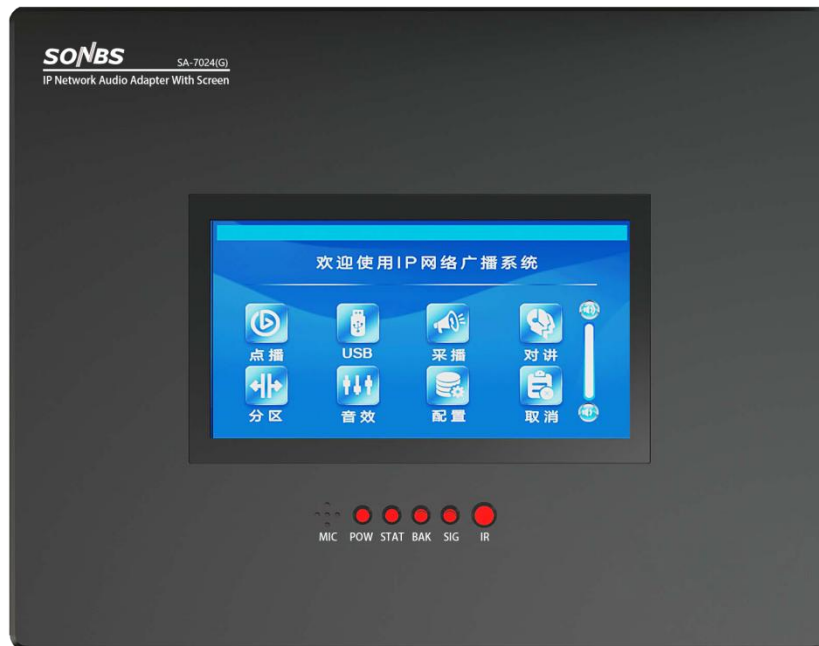 SONBS SA-7024(G)
IP Network Audio Adapter With Screen
欢迎使用IP网络广播系统
点播 USB 采播 对讲
分区 音效 配置 取消
MIC POW STAT BAK SIG IR